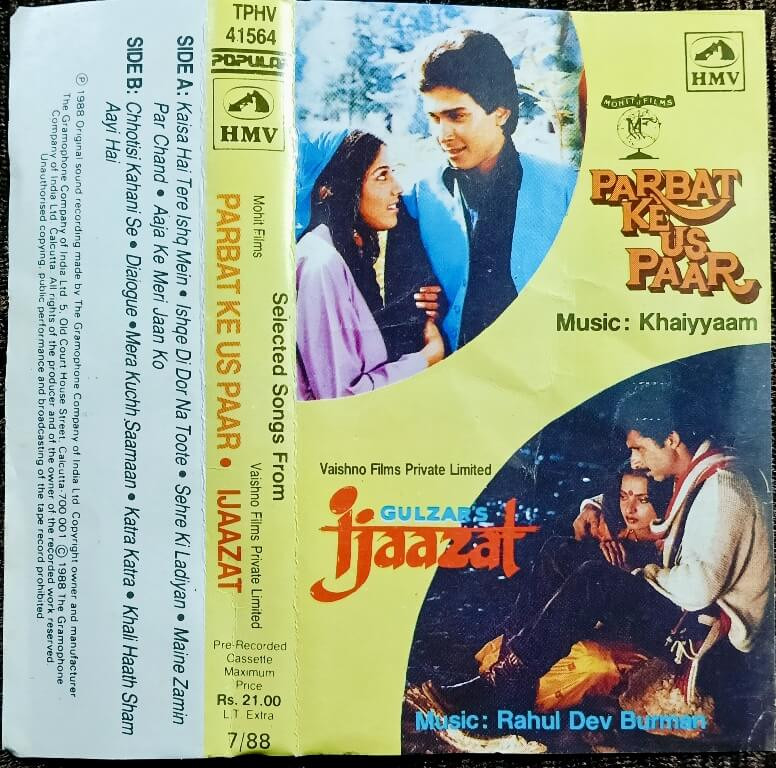 SIDE A: Kaisa Hai Tere Ishq Mein • Ishqe Di Dor Na Toote • Sehre Ki Ladiyan • Maine Zamin
Par Chand • Aaja Ke Meri Jaan Ko
SIDE B: Chhotisi Kahani Se • Dialogue • Mera Kuchh Saamaan • Katra Katra • Khali Haath Sham
Aayi Hai
Ⓟ 1988 Original sound recording made by The Gramophone Company of India Ltd. Copyright owner and manufacturer
The Gramophone Company of India Ltd. 5, Old Court House Street, Calcutta-700 001 © 1988 The Gramophone
Company of India Ltd. Calcutta. All rights of the producer and of the owner of the recorded work reserved.
Unauthorised copying, public performance and broadcasting of the tape record prohibited
TPHV
41564
POPULAR
HMV
Selected Songs From
Mohit Films
Vaishno Films Private Limited
PARBAT KE US PAAR • IJAAZAT
Pre-Recorded
Cassette
Maximum
Price
Rs. 21.00
L.T. Extra
7/88
HMV
MOHIT FILMS
MF
PARBAT
KE
US
PAAR
Music: Khaiyyaam
Vaishno Films Private Limited
GULZAR'S
Ijaazat
Music: Rahul Dev Burman